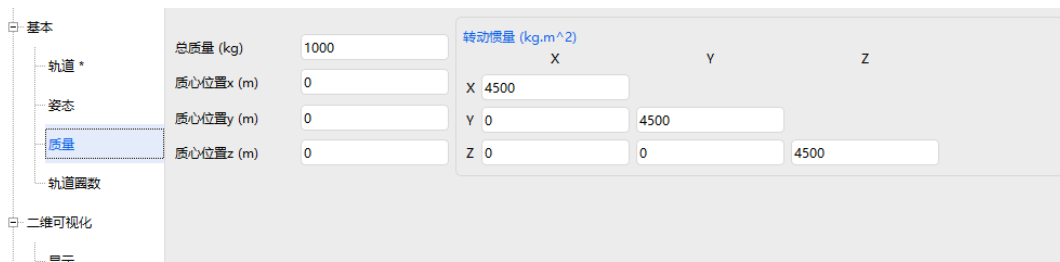 基本
轨道 *
姿态
质量
轨道圈数
二维可视化
显示
总质量 (kg) 1000
质心位置x (m) 0
质心位置y (m) 0
质心位置z (m) 0
转动惯量 (kg.m^2)
X Y Z
X 4500
Y 0 4500
Z 0 0 4500